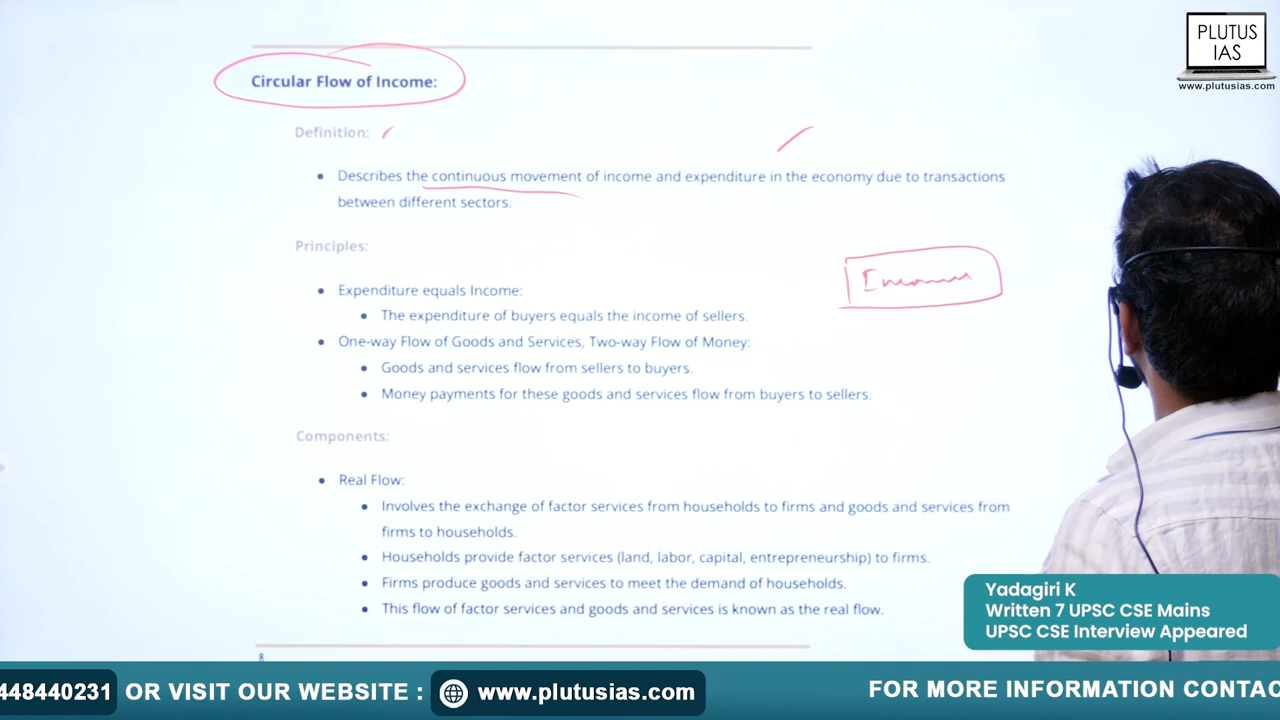 PLUTUS
IAS
www.plutusias.com
Circular Flow of Income:
Definition:
Describes the continuous movement of income and expenditure in the economy due to transactions
between different sectors.
Principles:
Income
Expenditure equals Income:
The expenditure of buyers equals the income of sellers.
One-way Flow of Goods and Services, Two-way Flow of Money:
Goods and services flow from sellers to buyers.
Money payments for these goods and services flow from buyers to sellers.
Components:
Real Flow:
Involves the exchange of factor services from households to firms and goods and services from
firms to households.
Households provide factor services (land, labor, capital, entrepreneurship) to firms.
Firms produce goods and services to meet the demand of households.
This flow of factor services and goods and services is known as the real flow.
Yadagiri K
Written 7 UPSC CSE Mains
UPSC CSE Interview Appeared
448440231 OR VISIT OUR WEBSITE : www.plutusias.com FOR MORE INFORMATION CONTAC